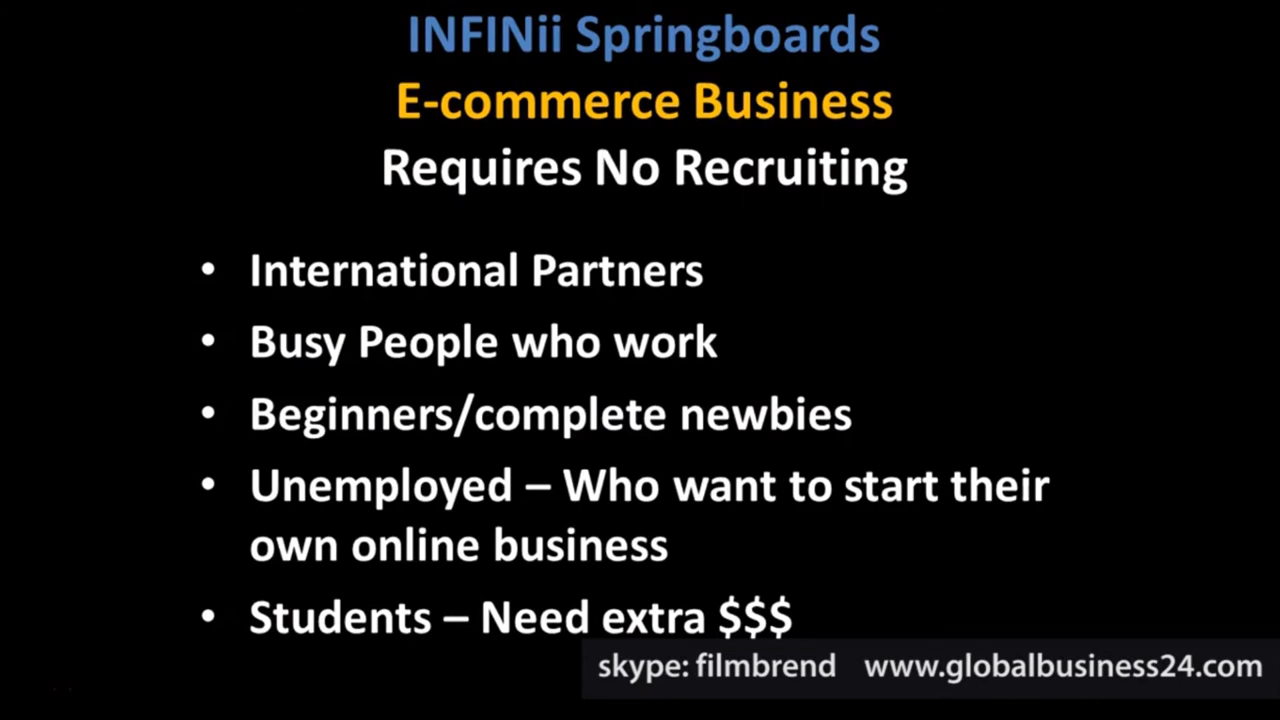 INFINii Springboards
E-commerce Business
Requires No Recruiting
• International Partners
• Busy People who work
• Beginners/complete newbies
• Unemployed – Who want to start their
own online business
• Students – Need extra $$$
skype: filmbrend www.globalbusiness24.com